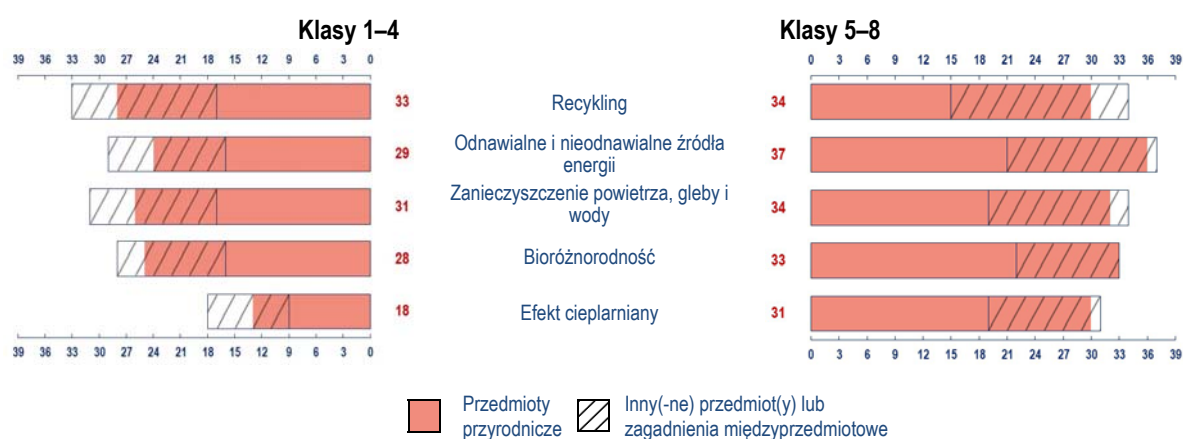 Klasy 1–4
Klasy 5–8
39 36 33 30 27 24 21 18 15 12 9 6 3 0
0 3 6 9 12 15 18 21 24 27 30 33 36 39
33 Recykling 34
29 Odnawialne i nieodnawialne źródła
energii 37
31 Zanieczyszczenie powietrza, gleby i
wody 34
28 Bioróżnorodność 33
18 Efekt cieplarniany 31
39 36 33 30 27 24 21 18 15 12 9 6 3 0
0 3 6 9 12 15 18 21 24 27 30 33 36 39
Przedmioty
przyrodnicze
Inny(-ne) przedmiot(y) lub
zagadnienia międzyprzedmiotowe